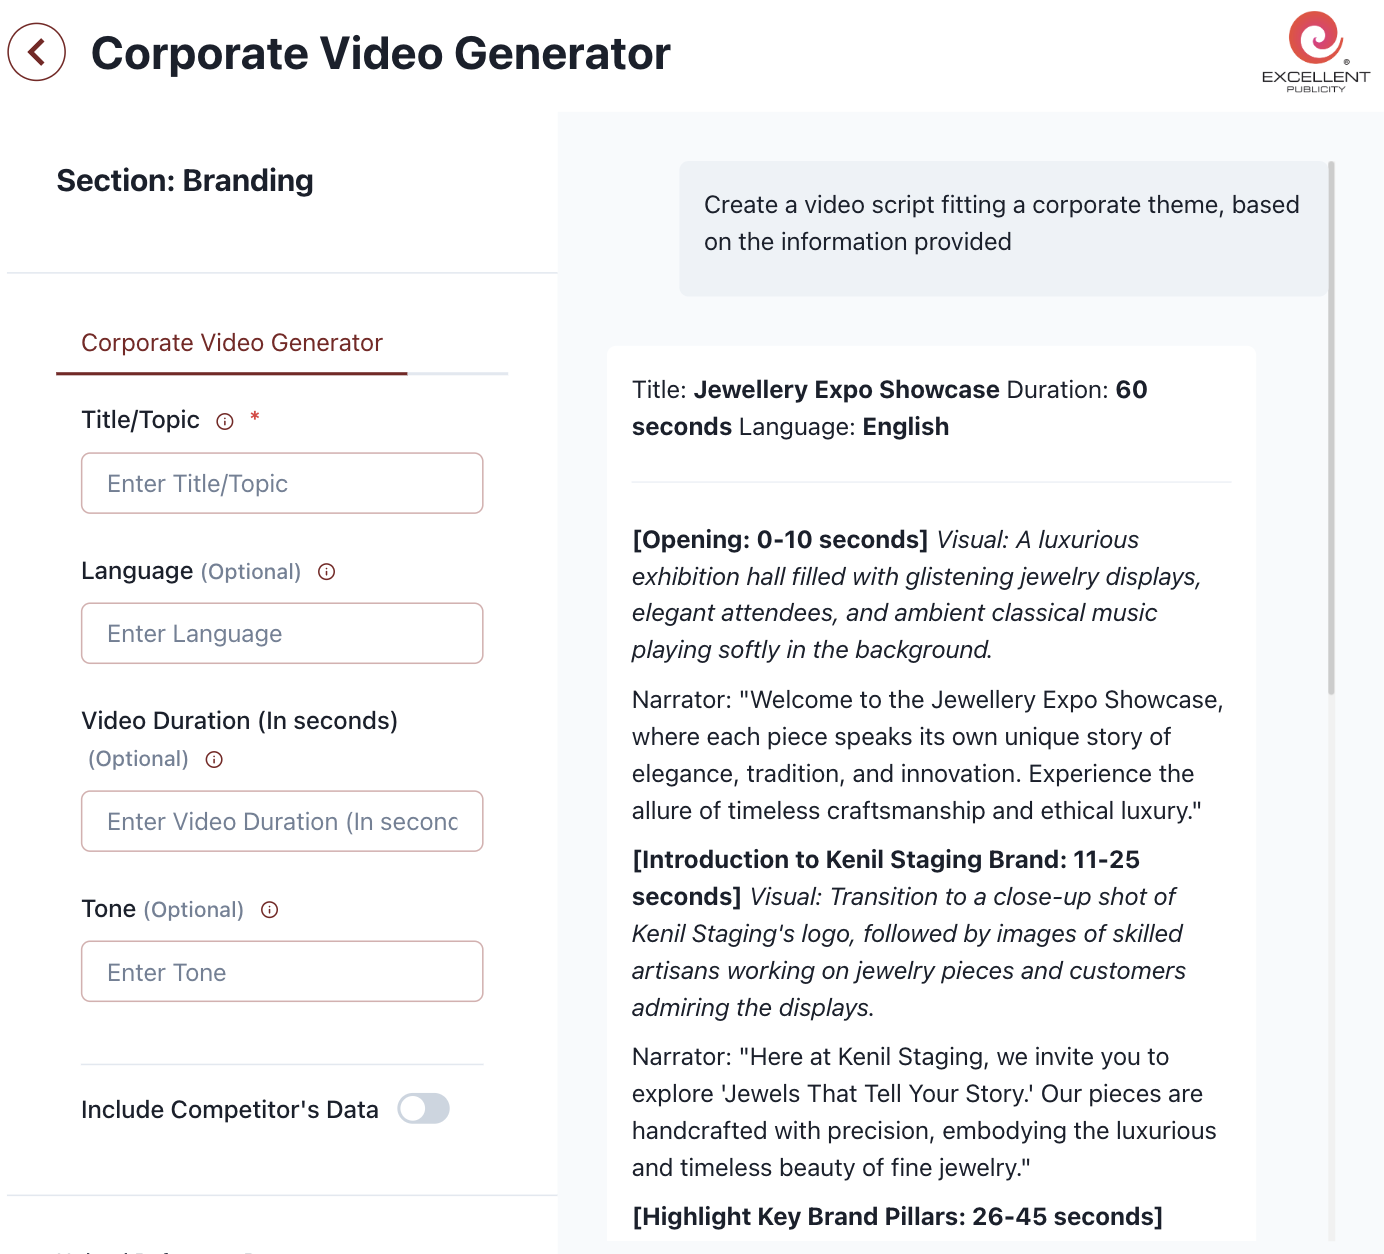 Corporate Video Generator
EXCELLENT
PUBLICITY
®
Section: Branding
Corporate Video Generator
Title/Topic *
Enter Title/Topic
Language (Optional)
Enter Language
Video Duration (In seconds)
(Optional)
Enter Video Duration (In secon
Tone (Optional)
Enter Tone
Include Competitor's Data
Create a video script fitting a corporate theme, based
on the information provided
Title: Jewellery Expo Showcase Duration: 60
seconds Language: English
[Opening: 0-10 seconds] Visual: A luxurious
exhibition hall filled with glistening jewelry displays,
elegant attendees, and ambient classical music
playing softly in the background.
Narrator: "Welcome to the Jewellery Expo Showcase,
where each piece speaks its own unique story of
elegance, tradition, and innovation. Experience the
allure of timeless craftsmanship and ethical luxury."
[Introduction to Kenil Staging Brand: 11-25
seconds] Visual: Transition to a close-up shot of
Kenil Staging's logo, followed by images of skilled
artisans working on jewelry pieces and customers
admiring the displays.
Narrator: "Here at Kenil Staging, we invite you to
explore 'Jewels That Tell Your Story.' Our pieces are
handcrafted with precision, embodying the luxurious
and timeless beauty of fine jewelry."
[Highlight Key Brand Pillars: 26-45 seconds]